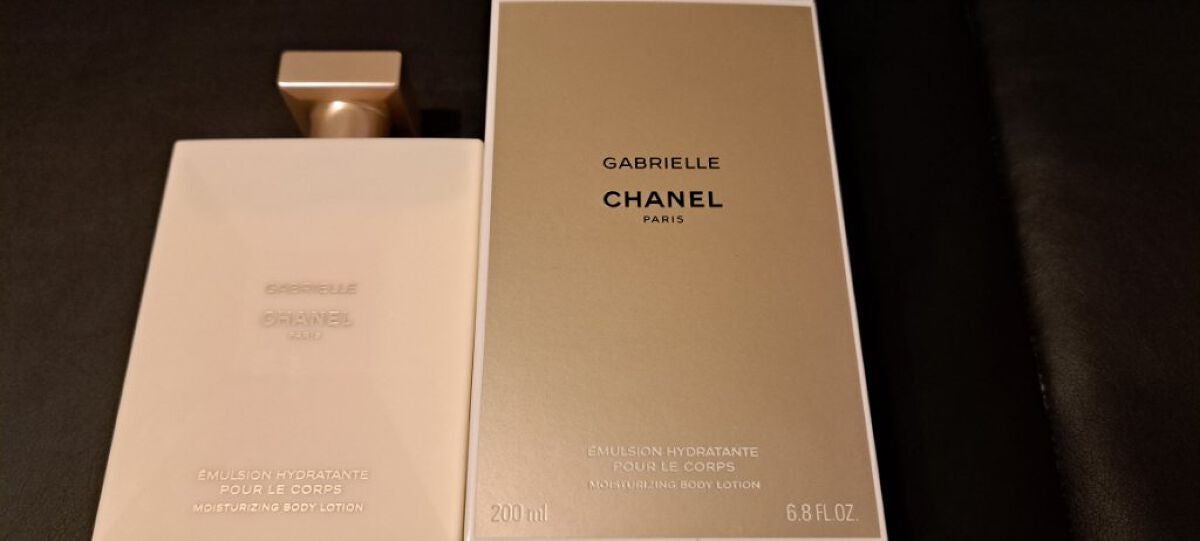 GABRIELLE
CHANEL
PARIS
ÉMULSION HYDRATANTE
POUR LE CORPS
MOISTURIZING BODY LOTION
GABRIELLE
CHANEL
PARIS
ÉMULSION HYDRATANTE
POUR LE CORPS
MOISTURIZING BODY LOTION
200 ml
6.8 FL.OZ.